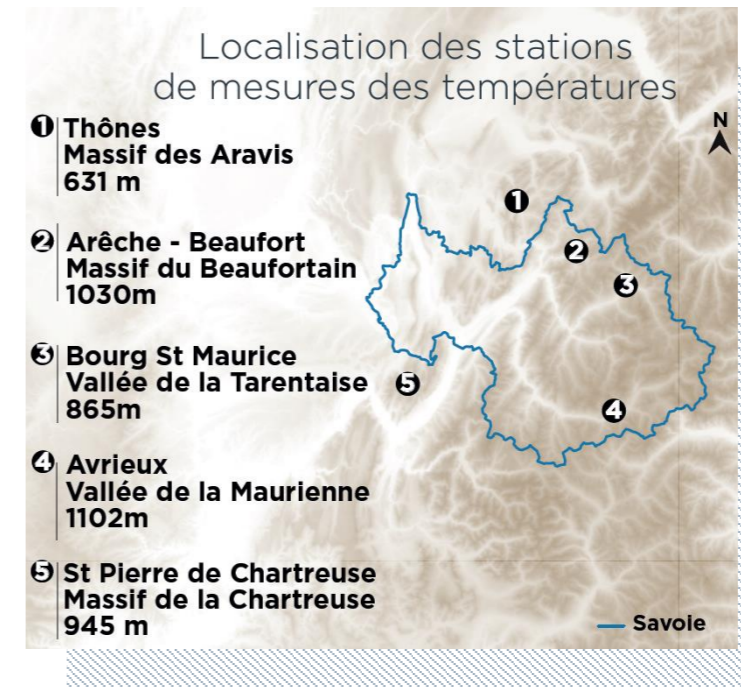 Localisation des stations
de mesures des températures
1 Thônes
Massif des Aravis
631 m
2 Arêche - Beaufort
Massif du Beaufortain
1030m
3 Bourg St Maurice
Vallée de la Tarentaise
865m
4 Avrieux
Vallée de la Maurienne
1102m
5 St Pierre de Chartreuse
Massif de la Chartreuse
945 m
N
1
2
3
5
4
Savoie